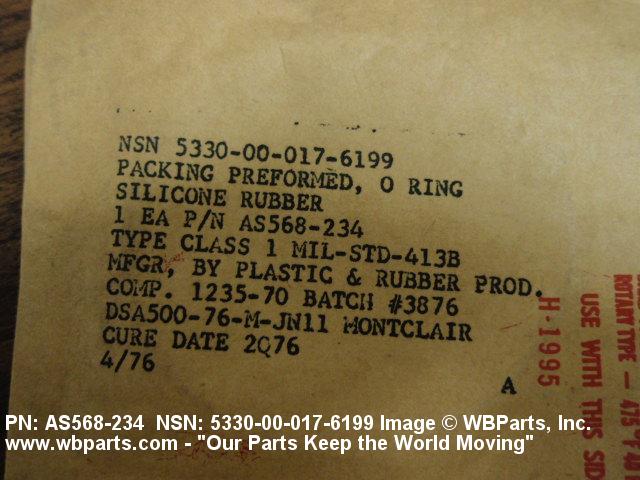 NSN 5330-00-017-6199
PACKING PREFORMED, O RING
SILICONE RUBBER
1 EA P/N AS568-234
TYPE CLASS 1 MIL-STD-413B
MFGR, BY PLASTIC & RUBBER PROD.
COMP. 1235-70 BATCH #3876
DSA500-76-M-JN11 MONTCLAIR
CURE DATE 2Q76
4/76
A
H-1995
USE WITH THIS SID
ROTARY TYPE —
PN: AS568-234 NSN: 5330-00-017-6199 Image © WBParts, Inc.
www.wbparts.com - "Our Parts Keep the World Moving"